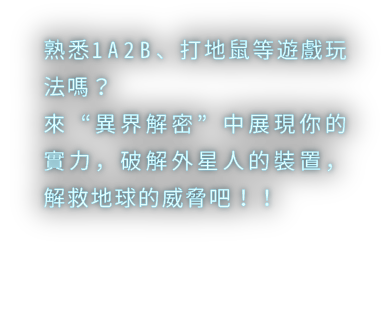 熟悉1A2B、打地鼠等遊戲玩
法嗎？
來“異界解密”中展現你的
實力，破解外星人的裝置，
解救地球的威脅吧！！